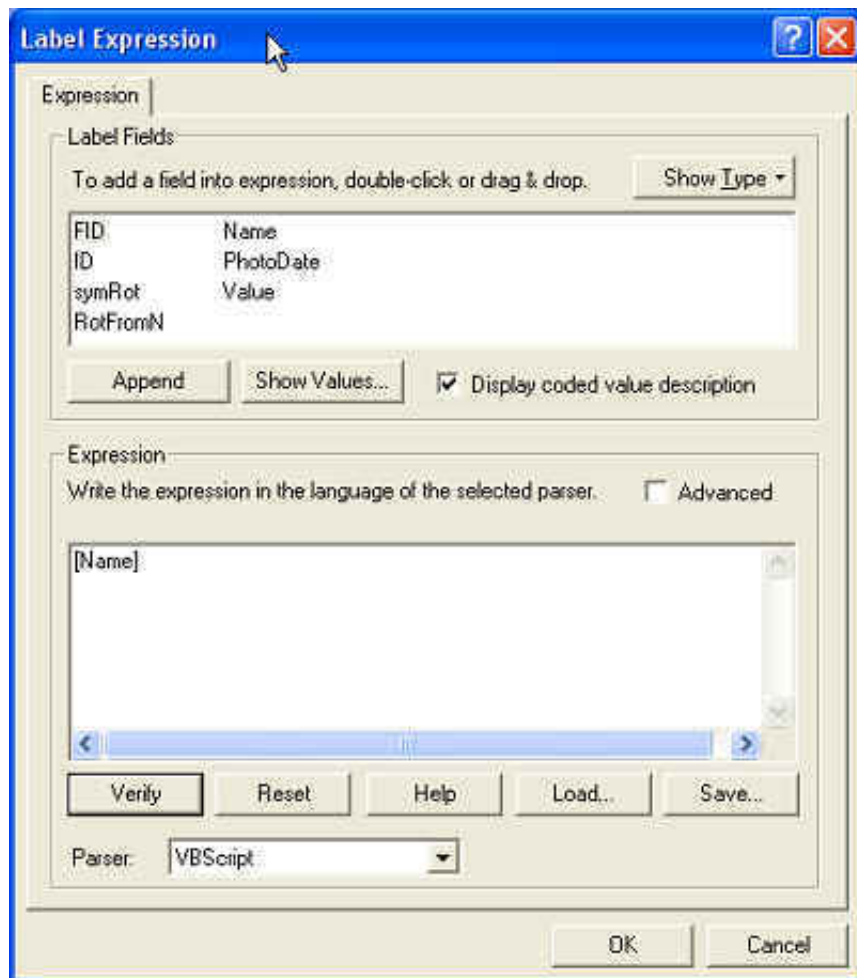 Label Expression
Expression
Label Fields
To add a field into expression, double-click or drag & drop.
Show Type
FID Name
ID PhotoDate
symRot Value
RotFromN
Append Show Values... Display coded value description
Expression
Write the expression in the language of the selected parser. Advanced
[Name]
Verify Reset Help Load... Save...
Parser: VBScript
OK Cancel